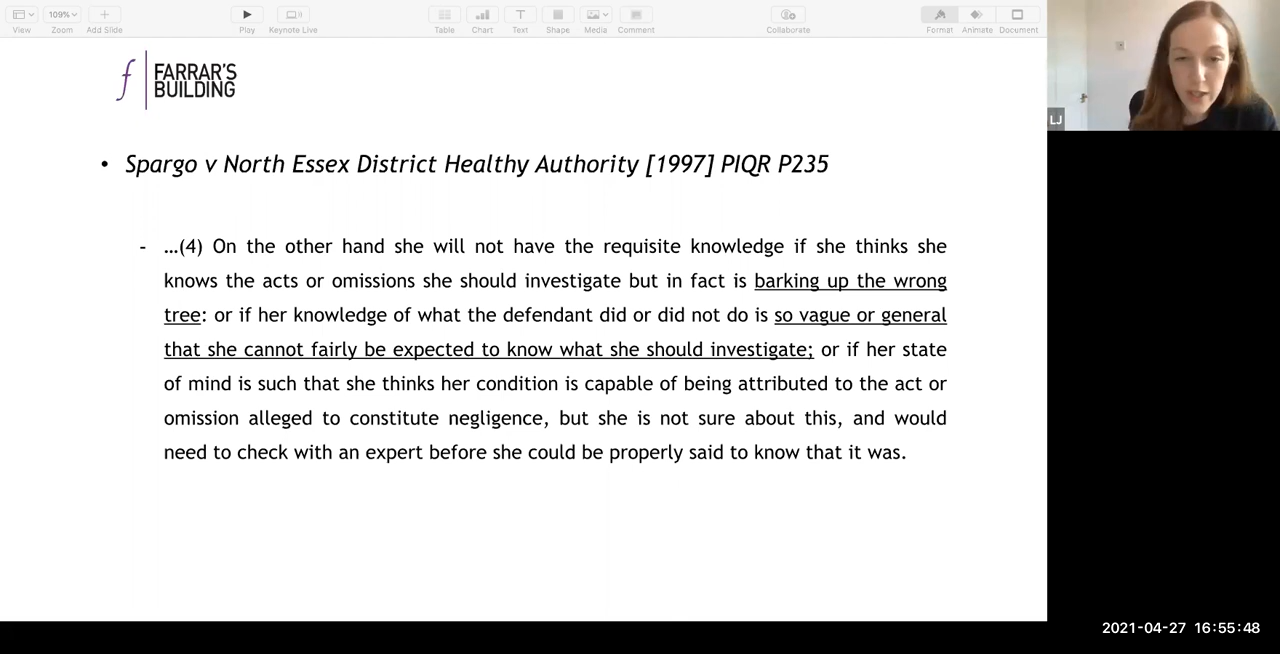 109%
View
Zoom
Add Slide
Play
Keynote Live
Table
Chart
Text
Shape
Media
Comment
Collaborate
Format
Animate
Document
f
FARRAR'S
BUILDING
LJ
• Spargo v North Essex District Healthy Authority [1997] PIQR P235
- …(4) On the other hand she will not have the requisite knowledge if she thinks she
knows the acts or omissions she should investigate but in fact is barking up the wrong
tree: or if her knowledge of what the defendant did or did not do is so vague or general
that she cannot fairly be expected to know what she should investigate; or if her state
of mind is such that she thinks her condition is capable of being attributed to the act or
omission alleged to constitute negligence, but she is not sure about this, and would
need to check with an expert before she could be properly said to know that it was.
2021-04-27 16:55:48